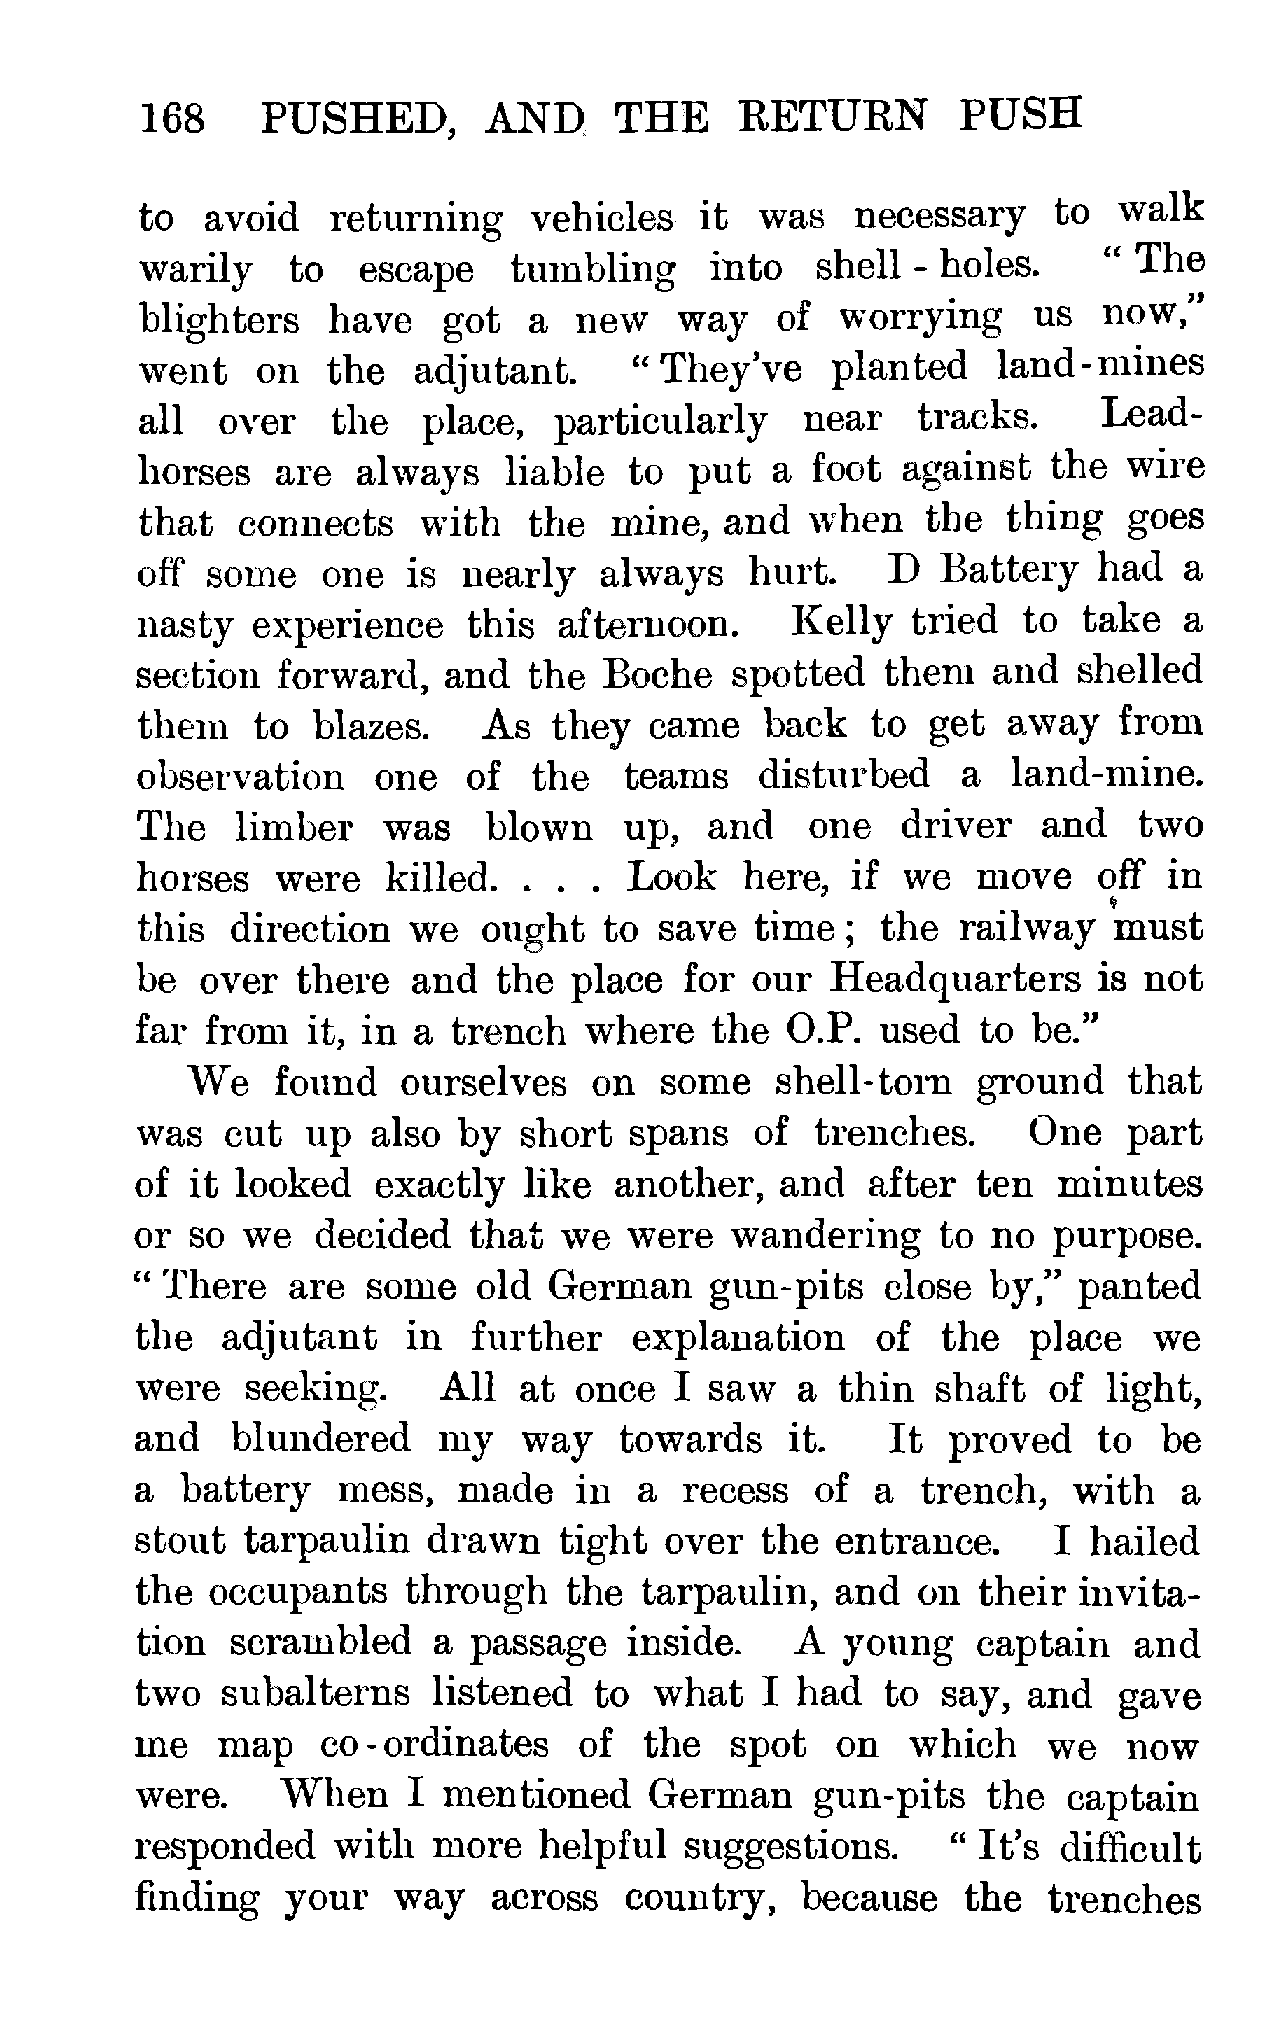 168 PUSHED, AND THE RETURN PUSH
to avoid returning vehicles it was necessary to walk
warily to escape tumbling into shell-holes. “The
blighters have got a new way of worrying us now,”
went on the adjutant. “They’ve planted land-mines
all over the place, particularly near tracks. Lead-
horses are always liable to put a foot against the wire
that connects with the mine, and when the thing goes
off some one is nearly always hurt. D Battery had a
nasty experience this afternoon. Kelly tried to take a
section forward, and the Boche spotted them and shelled
them to blazes. As they came back to get away from
observation one of the teams disturbed a land-mine.
The limber was blown up, and one driver and two
horses were killed. . . . Look here, if we move off in
this direction we ought to save time; the railway must
be over there and the place for our Headquarters is not
far from it, in a trench where the O.P. used to be.”
We found ourselves on some shell-torn ground that
was cut up also by short spans of trenches. One part
of it looked exactly like another, and after ten minutes
or so we decided that we were wandering to no purpose.
“There are some old German gun-pits close by,” panted
the adjutant in further explanation of the place we
were seeking. All at once I saw a thin shaft of light,
and blundered my way towards it. It proved to be
a battery mess, made in a recess of a trench, with a
stout tarpaulin drawn tight over the entrance. I hailed
the occupants through the tarpaulin, and on their invita-
tion scrambled a passage inside. A young captain and
two subalterns listened to what I had to say, and gave
me map co-ordinates of the spot on which we now
were. When I mentioned German gun-pits the captain
responded with more helpful suggestions. “It’s difficult
finding your way across country, because the trenches